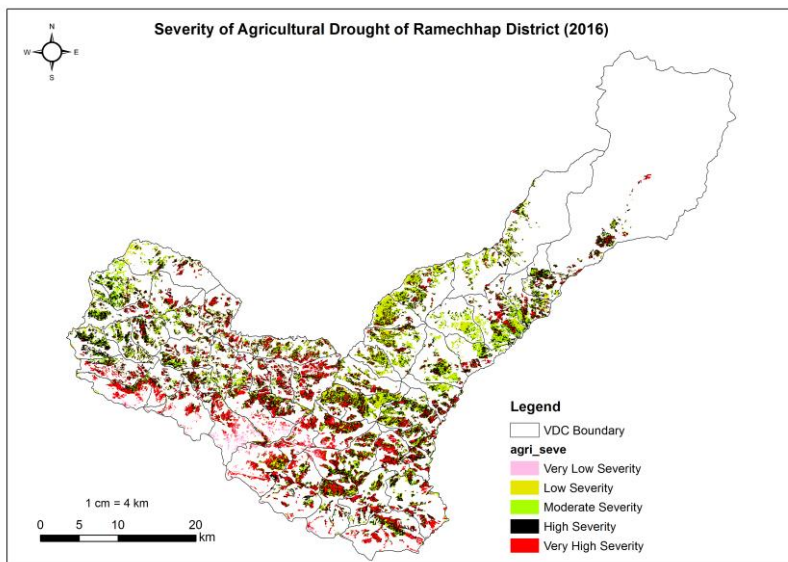 Severity of Agricultural Drought of Ramechhap District (2016)
N
W E
S
Legend
VDC Boundary
agri_seve
Very Low Severity
Low Severity
Moderate Severity
High Severity
Very High Severity
1 cm = 4 km
0 5 10 20
km